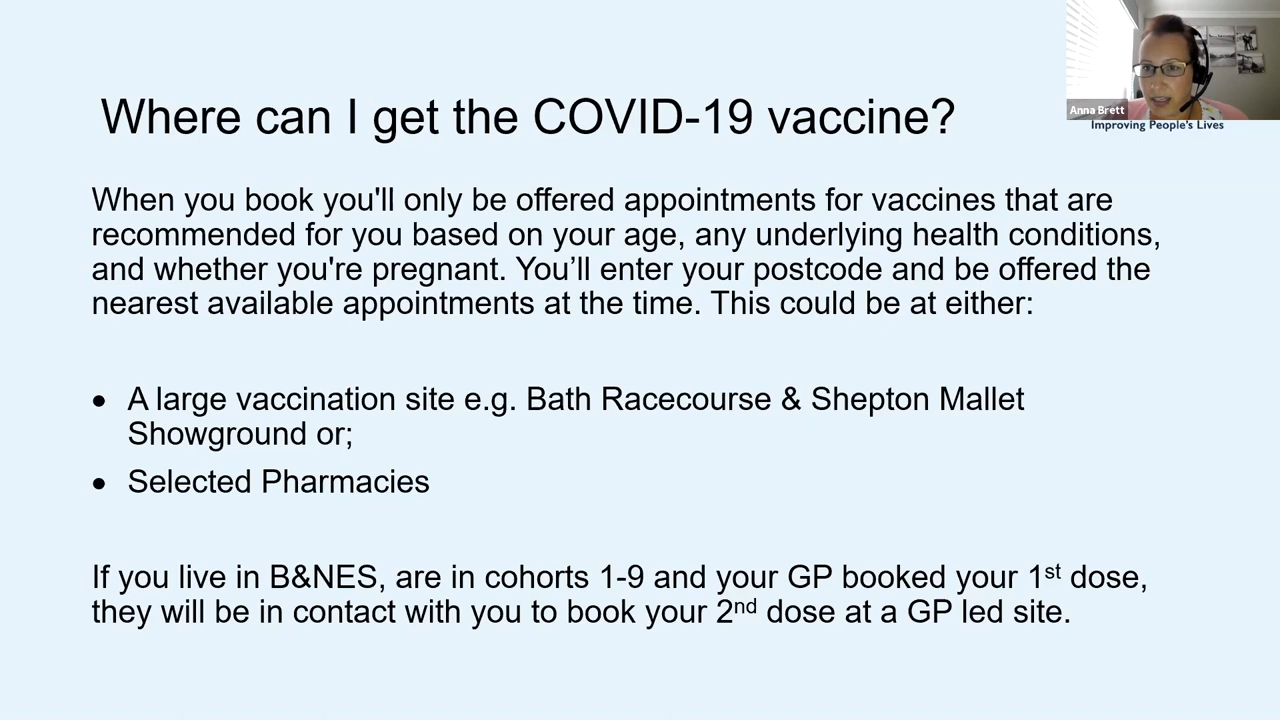 Where can I get the COVID-19 vaccine?
Anna Brett
Improving People's Lives
When you book you'll only be offered appointments for vaccines that are
recommended for you based on your age, any underlying health conditions,
and whether you're pregnant. You’ll enter your postcode and be offered the
nearest available appointments at the time. This could be at either:
• A large vaccination site e.g. Bath Racecourse & Shepton Mallet
Showground or;
• Selected Pharmacies
If you live in B&NES, are in cohorts 1-9 and your GP booked your 1st dose,
they will be in contact with you to book your 2nd dose at a GP led site.